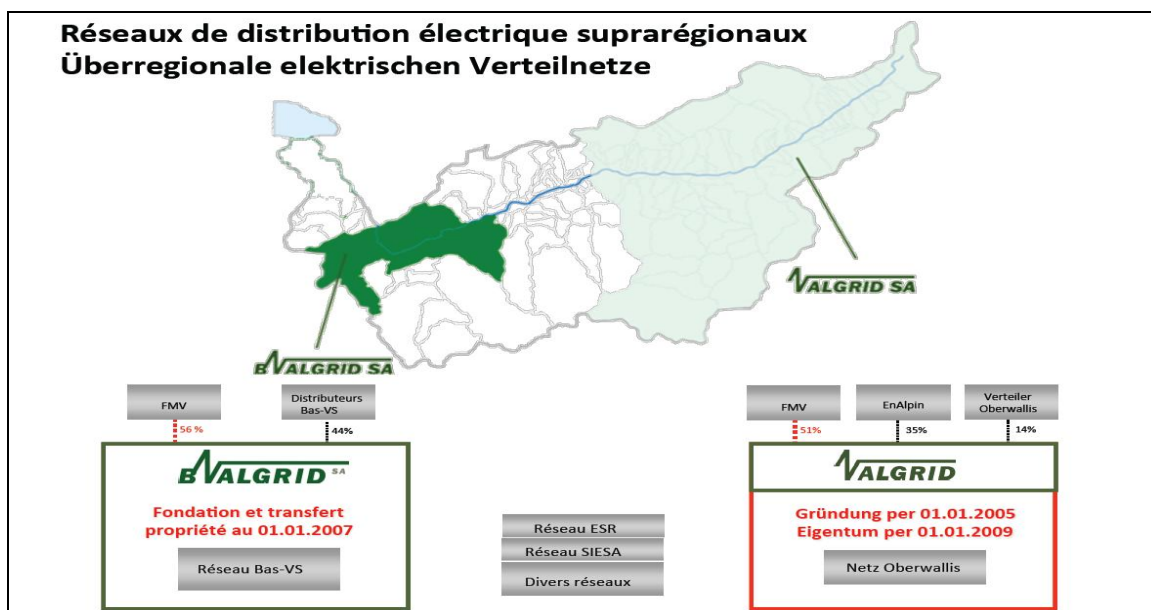 Réseaux de distribution électrique suprarégionaux
Überregionale elektrischen Verteilnetze
VALGRID SA
BVALGRID SA
FMV
Distributeurs
Bas-VS
56 %
44%
BVALGRID SA
Fondation et transfert
propriété au 01.01.2007
Réseau Bas-VS
Réseau ESR
Réseau SIESA
Divers réseaux
FMV
EnAlpin
Verteiler
Oberwallis
51%
35%
14%
VALGRID
Gründung per 01.01.2005
Eigentum per 01.01.2009
Netz Oberwallis